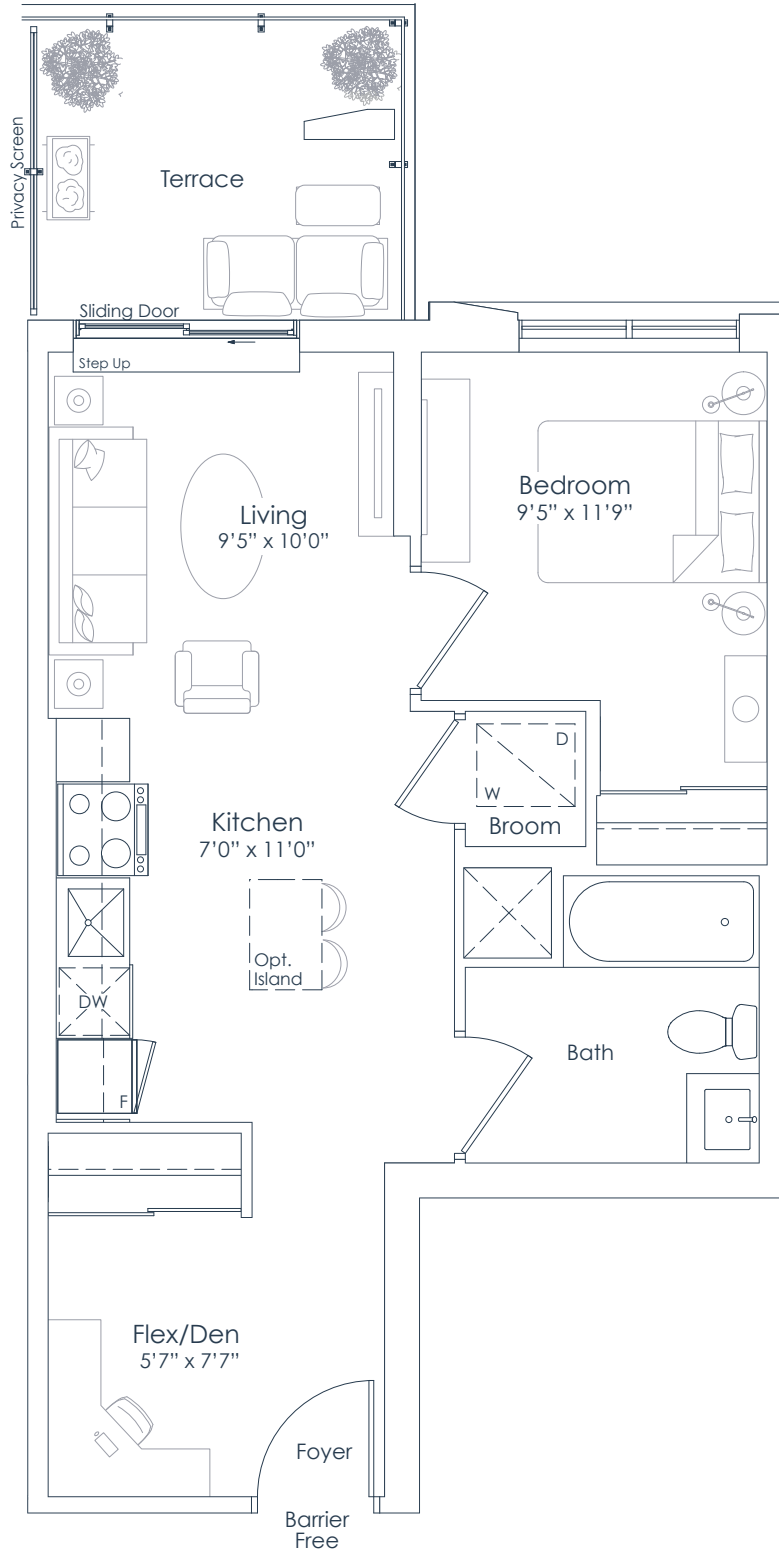 Privacy Screen
Terrace
Sliding Door
Step Up
Living
9’5” x 10’0”
Bedroom
9’5” x 11’9”
D
W
Broom
Kitchen
7’0” x 11’0”
Opt.
Island
DW
F
Bath
Flex/Den
5’7” x 7’7”
Foyer
Barrier
Free